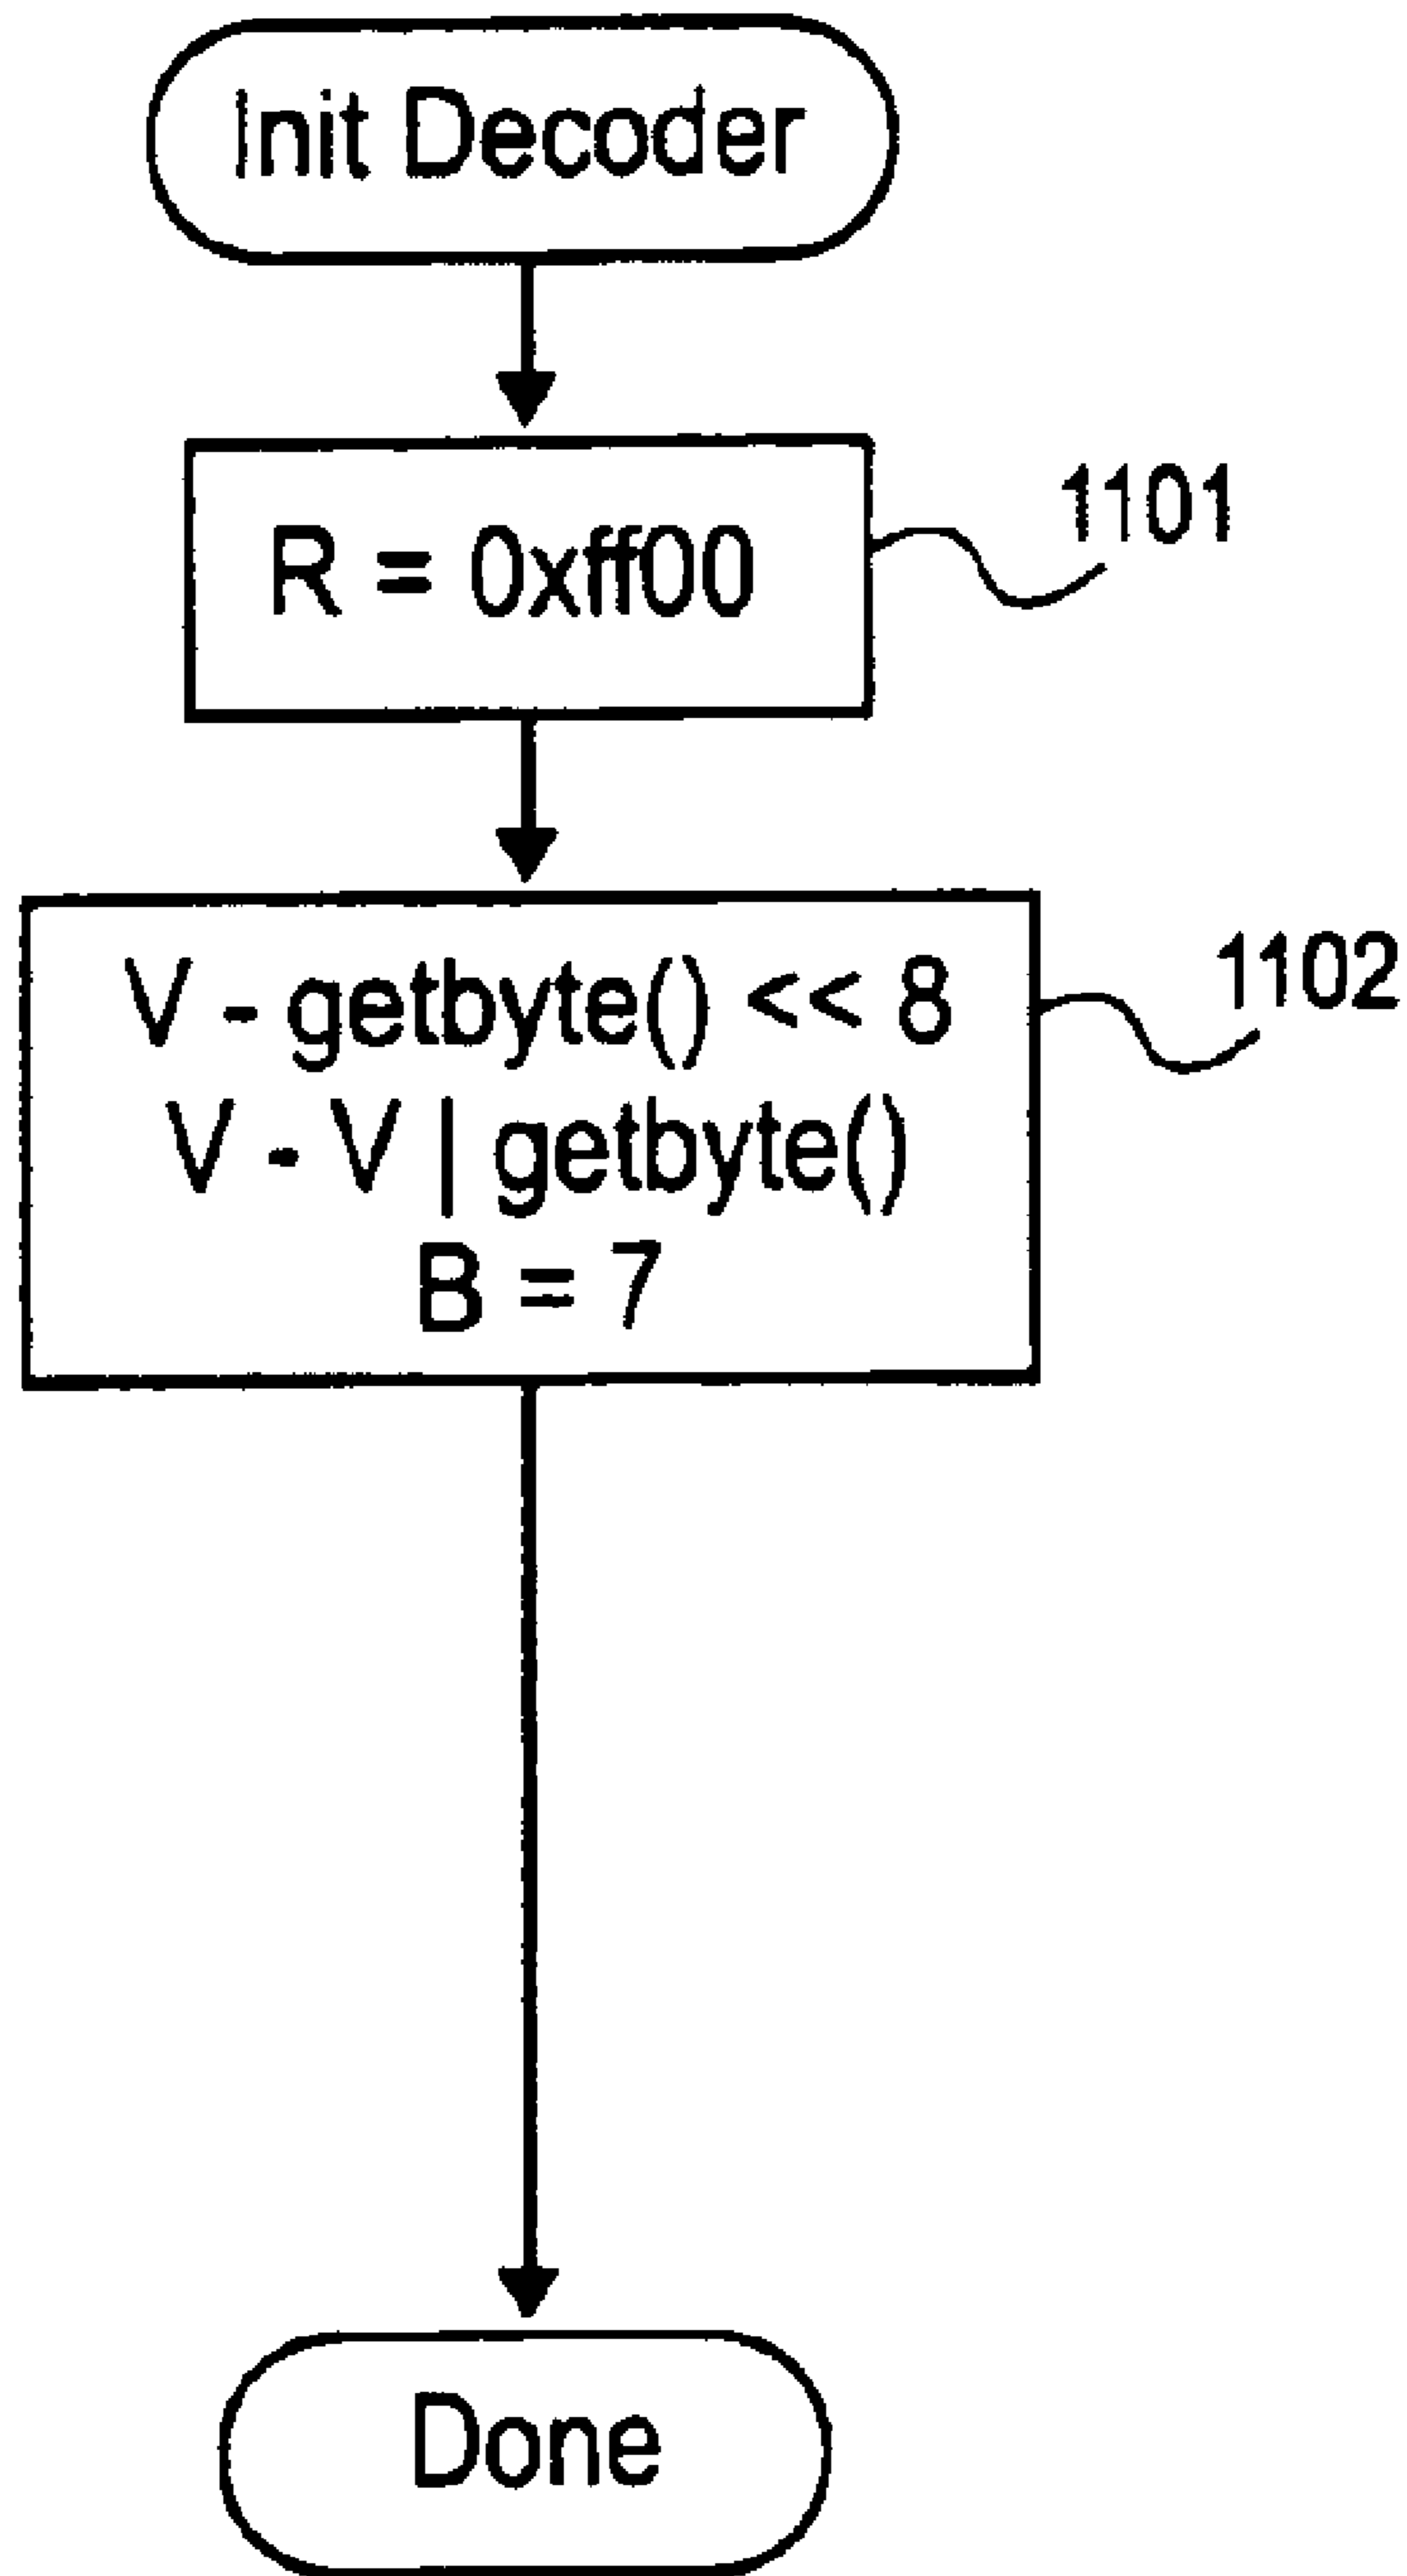 Init Decoder
R = 0xff00
1101
V - getbyte() << 8
V - V | getbyte()
B = 7
1102
Done